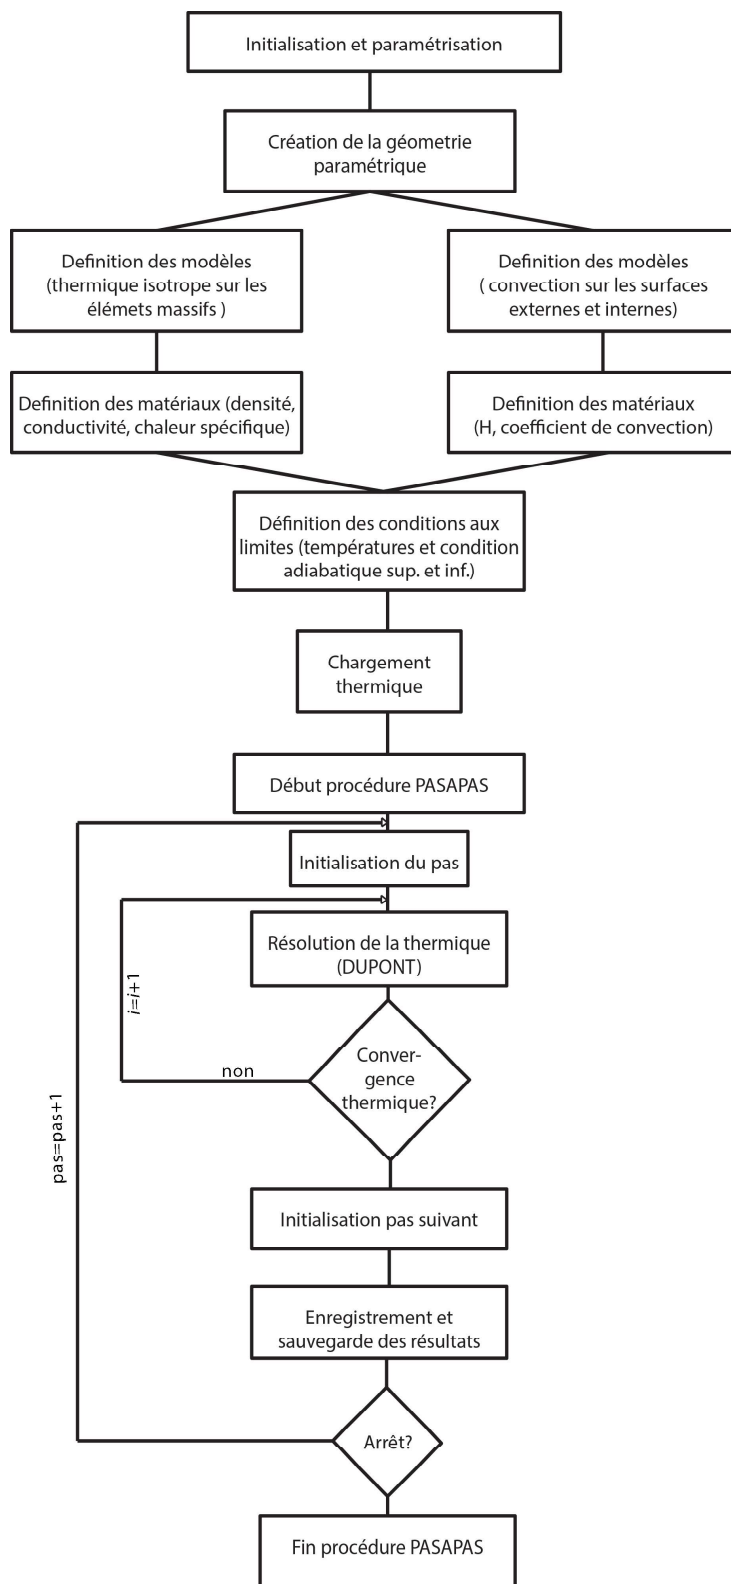 Initialisation et paramétrisation
Création de la géometrie
paramétrique
Definition des modèles
(thermique isotrope sur les
élémets massifs )
Definition des modèles
( convection sur les surfaces
externes et internes)
Definition des matériaux (densité,
conductivité, chaleur spécifique)
Definition des matériaux
(H, coefficient de convection)
Définition des conditions aux
limites (températures et condition
adiabatique sup. et inf.)
Chargement
thermique
Début procédure PASAPAS
Initialisation du pas
Résolution de la thermique
(DUPONT)
i=i+1
Conver-
gence
thermique?
non
pas=pas+1
Initialisation pas suivant
Enregistrement et
sauvegarde des résultats
Arrêt?
Fin procédure PASAPAS